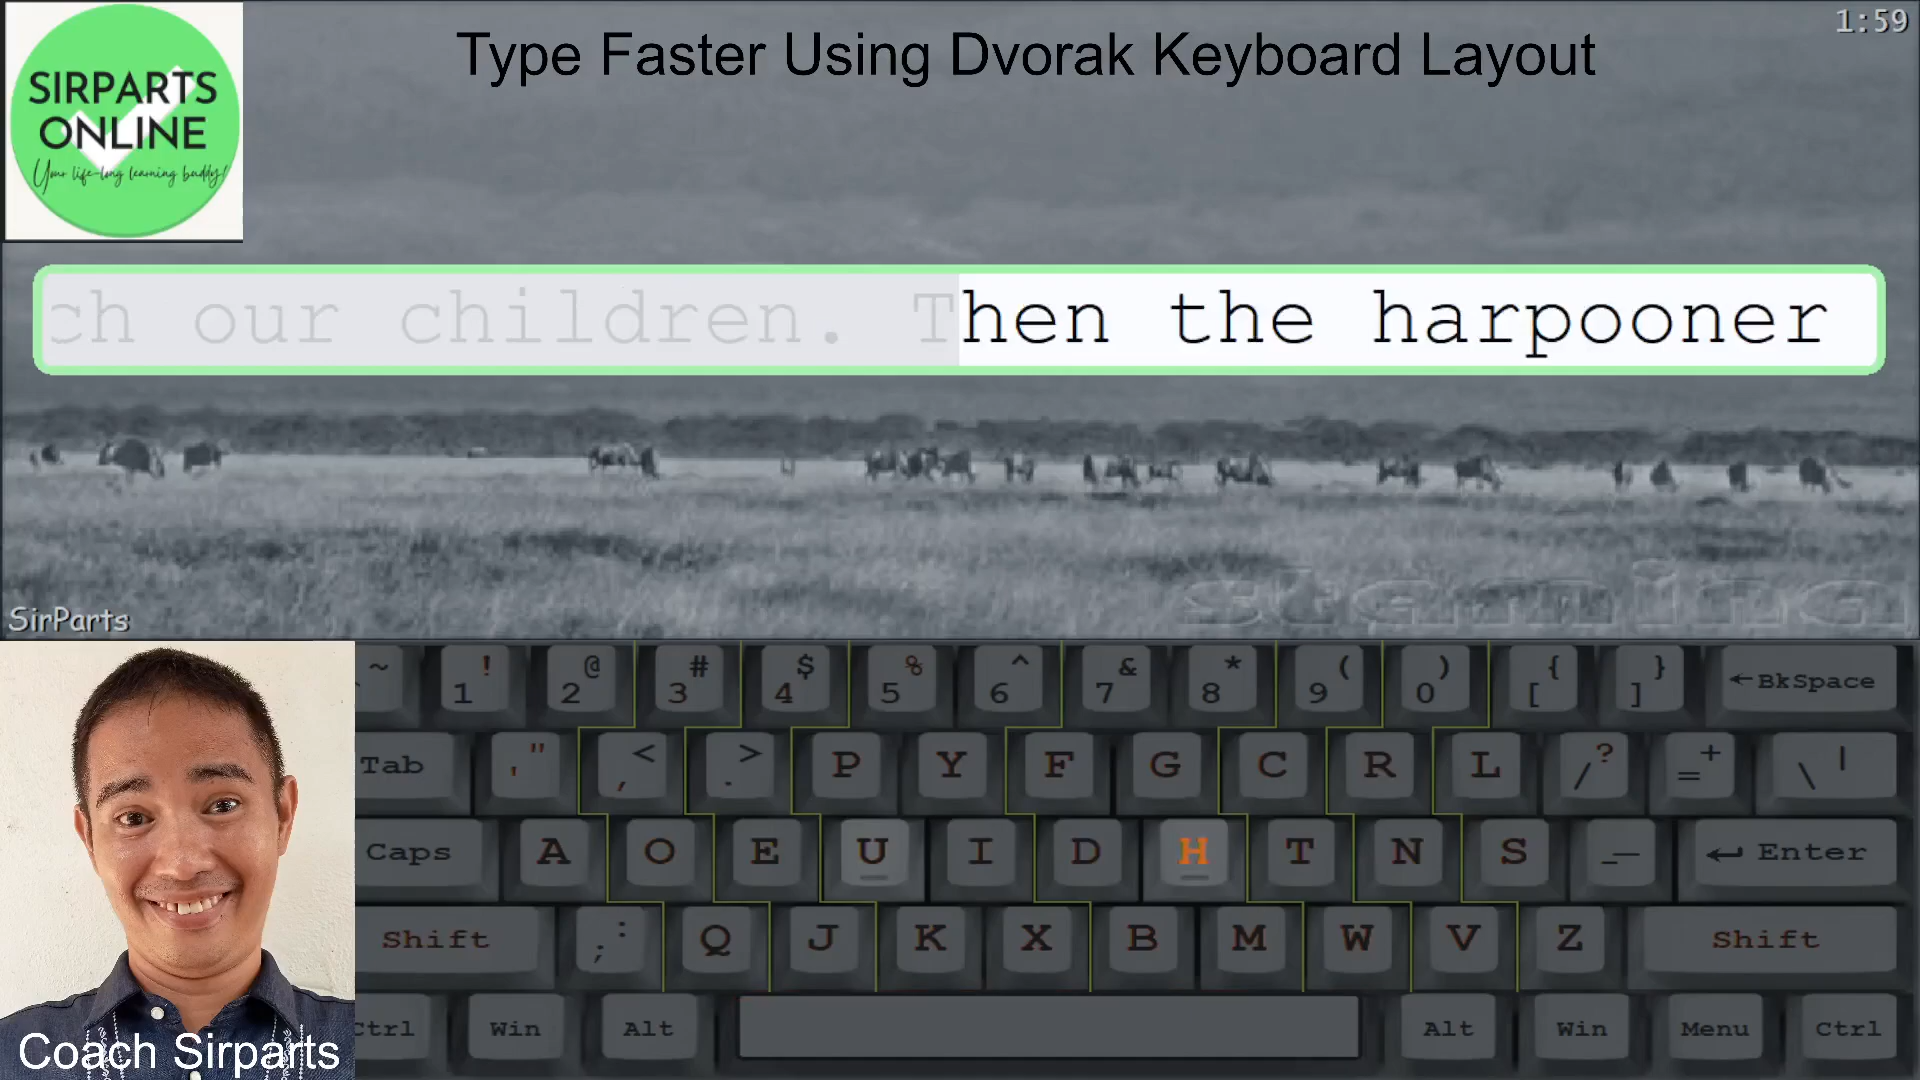 1:59
Type Faster Using Dvorak Keyboard Layout
SIRPARTS
ONLINE
Your life-long learning buddy!
ch our children. Then the harpooner
stamina
SirParts
~ ` ! 1 @ 2 # 3 $ 4 % 5 ^ 6 & 7 * 8 ( 9 ) 0 { [ } ] ←BkSpace
Tab " ' < , > . P Y F G C R L ? / + = | \
Caps A O E U I D H T N S _ - Enter
Shift : ; Q J K X B M W V Z Shift
Ctrl Win Alt Alt Win Menu Ctrl
Coach Sirparts